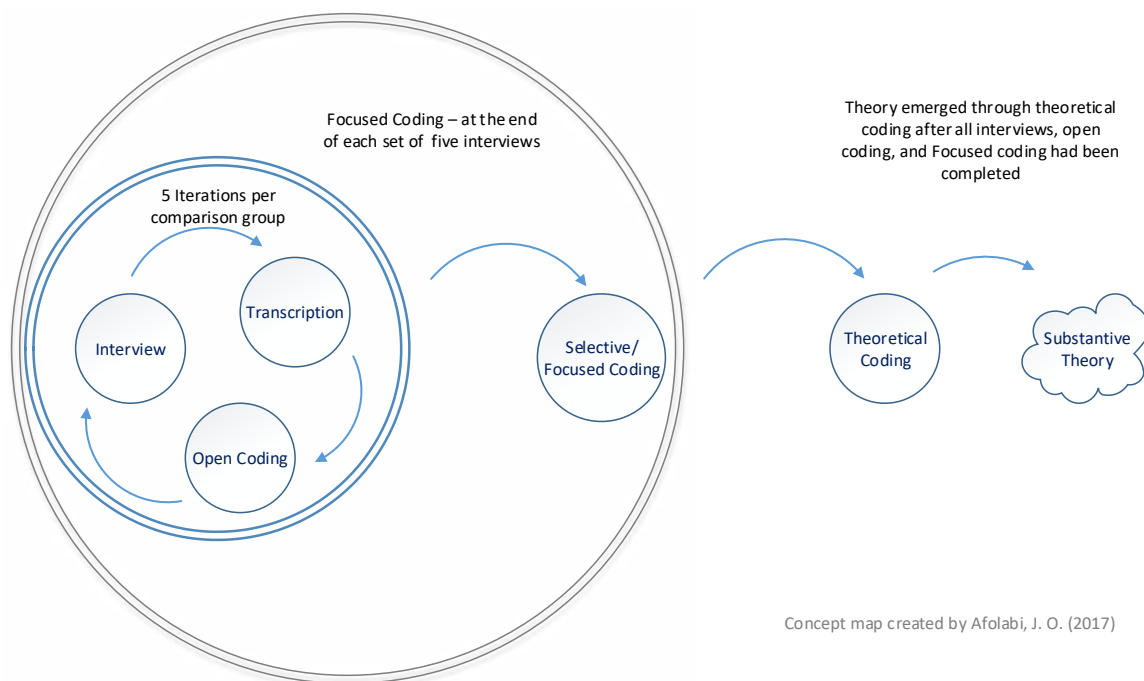 Focused Coding – at the end
of each set of five interviews
Theory emerged through theoretical
coding after all interviews, open
coding, and Focused coding had been
completed
5 Iterations per
comparison group
Transcription
Interview
Open Coding
Selective/
Focused Coding
Theoretical
Coding
Substantive
Theory
Concept map created by Afolabi, J. O. (2017)